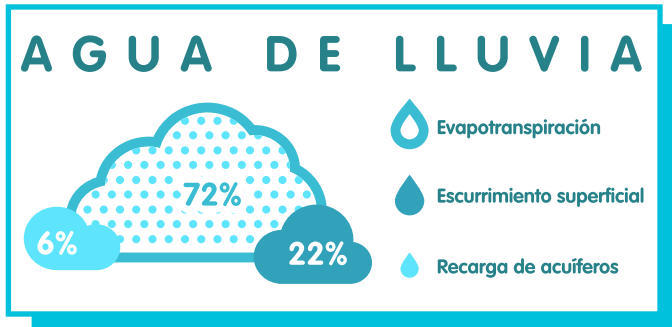 AGUA DE LLUVIA
72%
6%
22%
Evapotranspiración
Escurrimiento superficial
Recarga de acuíferos